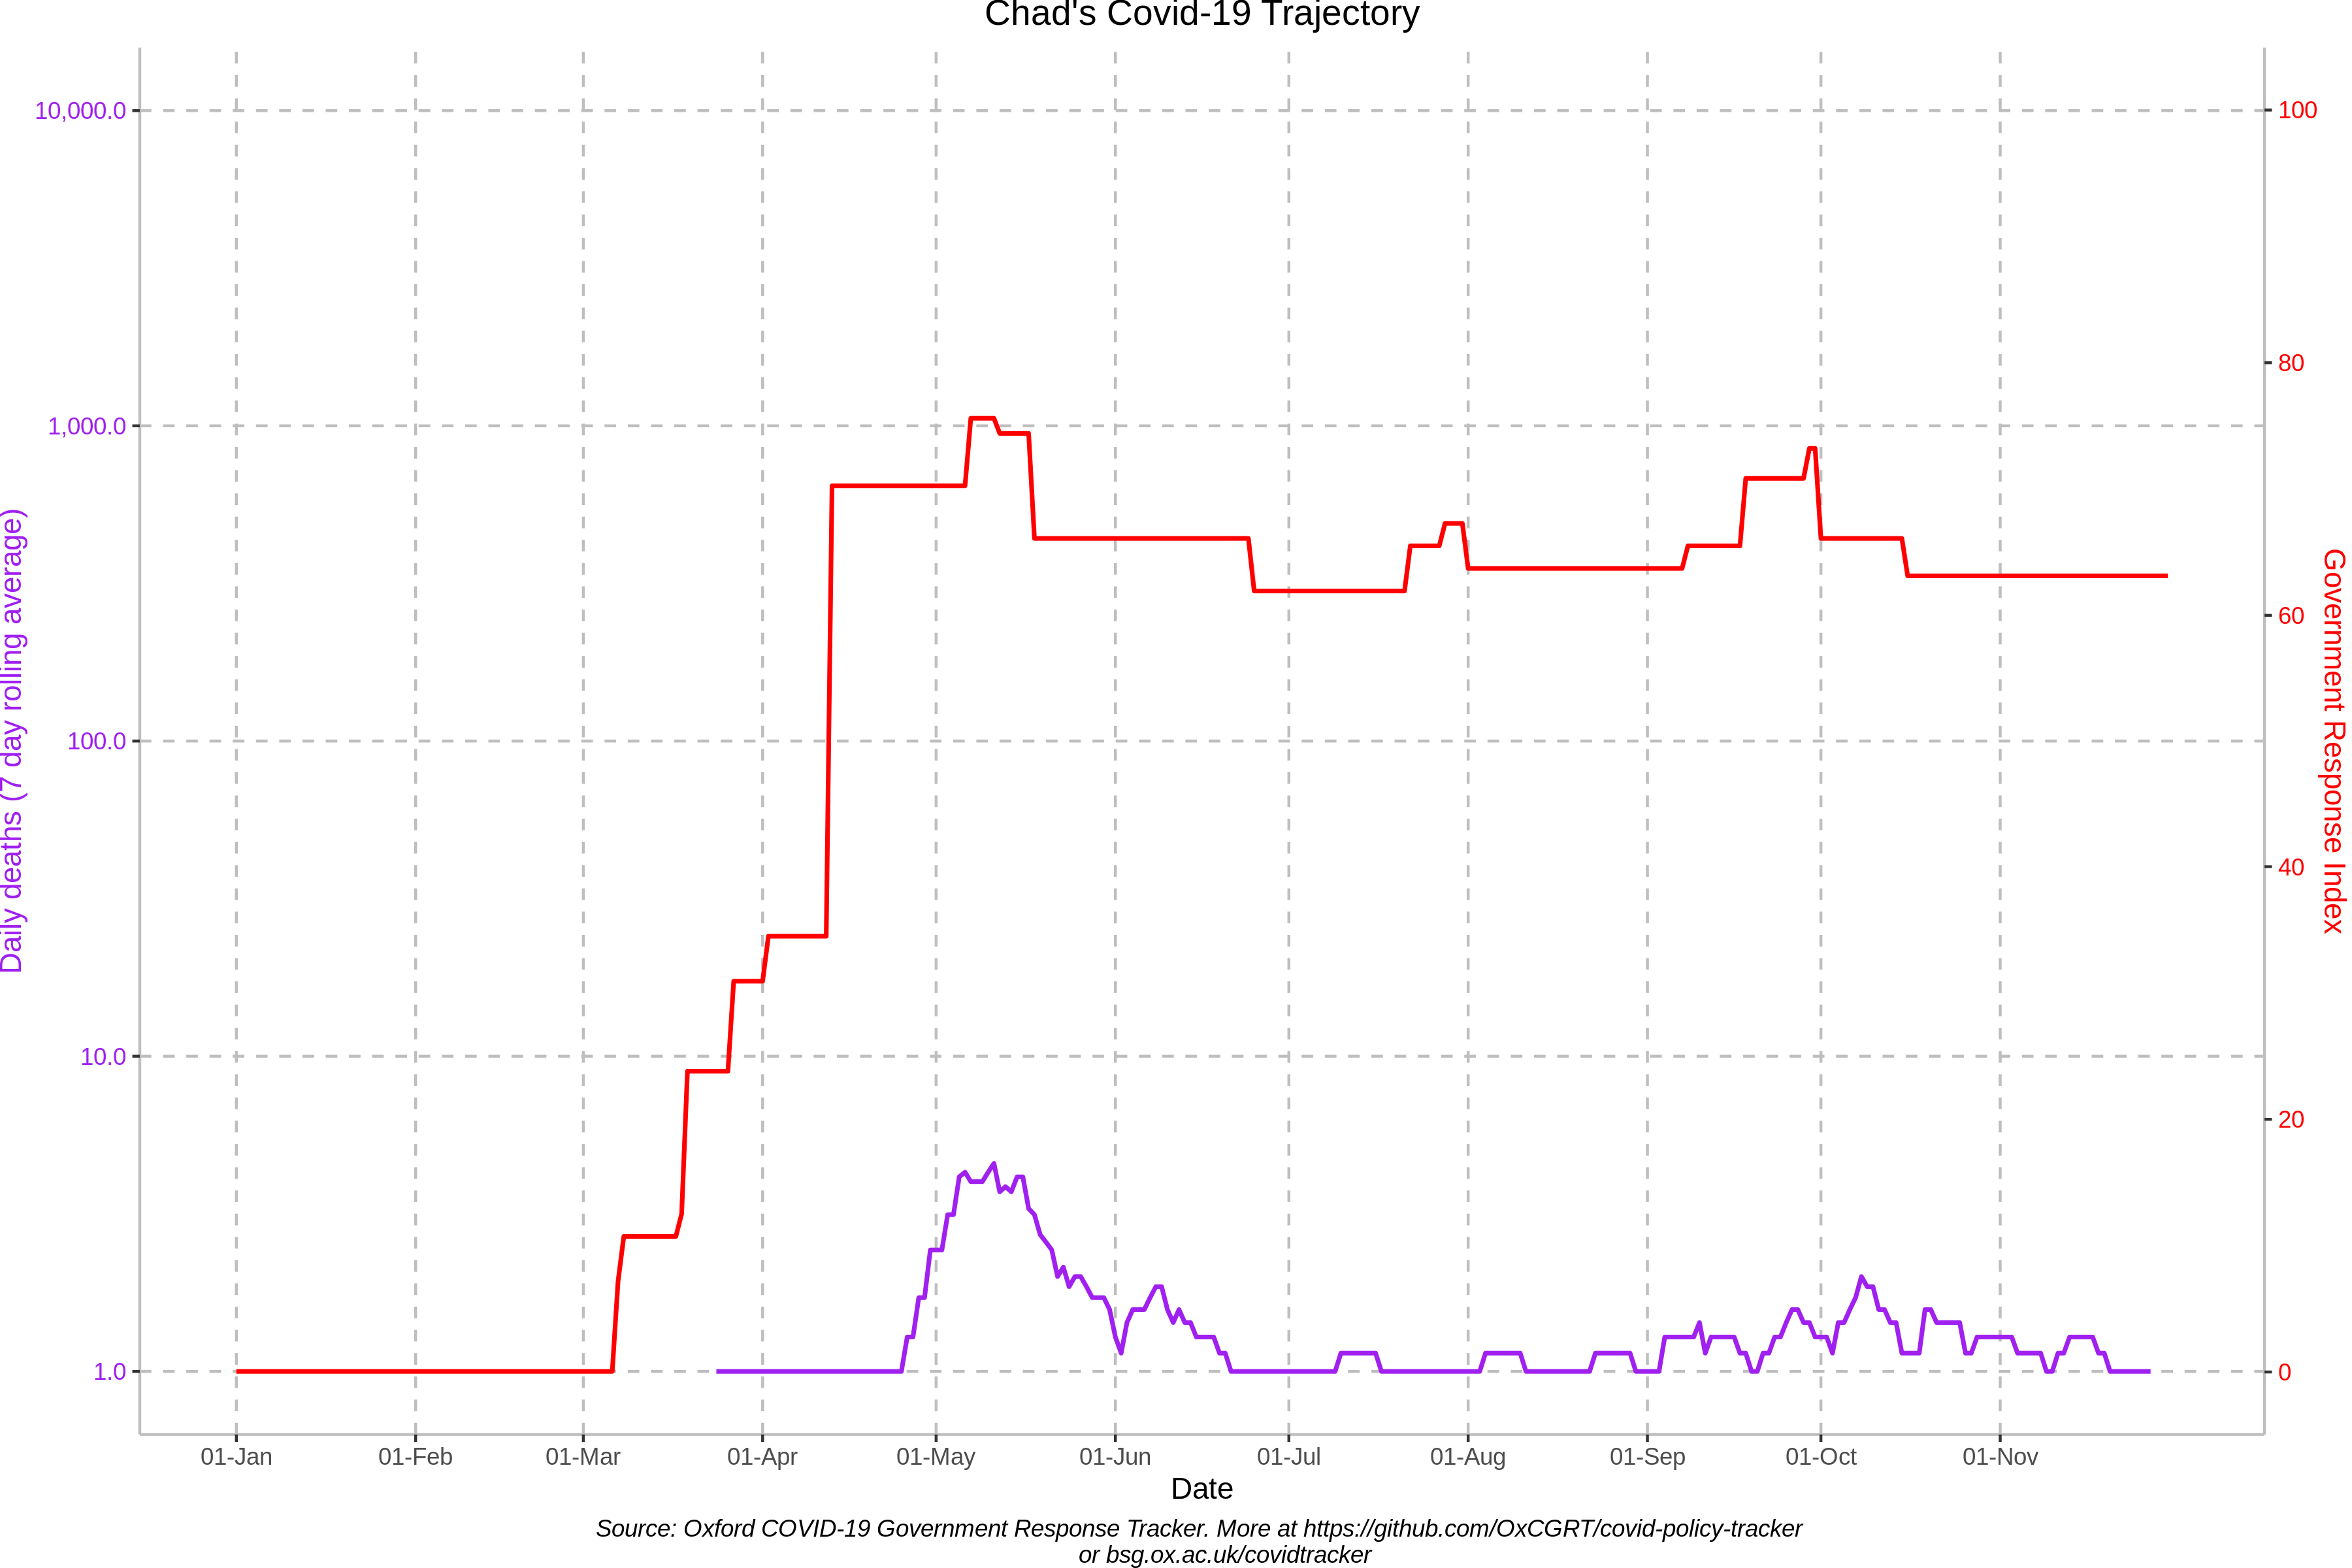 Chad's Covid-19 Trajectory
10,000.0
1,000.0
100.0
10.0
1.0
Daily deaths (7 day rolling average)
100
80
60
40
20
0
Government Response Index
01-Jan 01-Feb 01-Mar 01-Apr 01-May 01-Jun 01-Jul 01-Aug 01-Sep 01-Oct 01-Nov
Date
Source: Oxford COVID-19 Government Response Tracker. More at https://github.com/OxCGRT/covid-policy-tracker
or bsg.ox.ac.uk/covidtracker